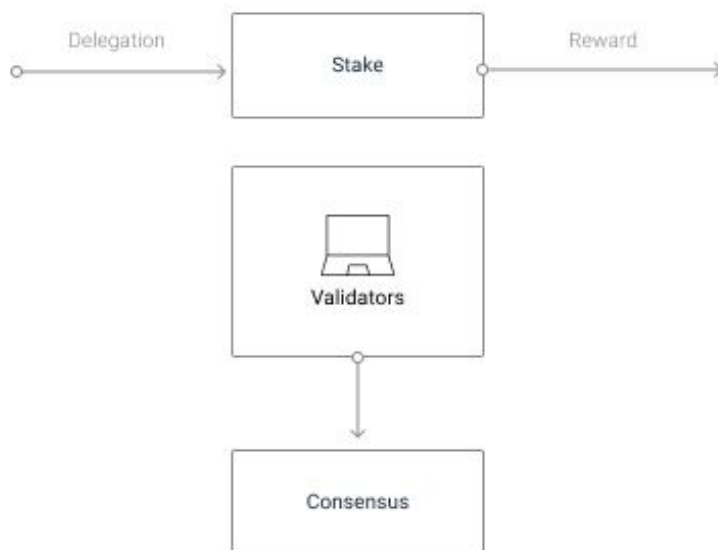 Delegation
Stake
Reward
Validators
Consensus